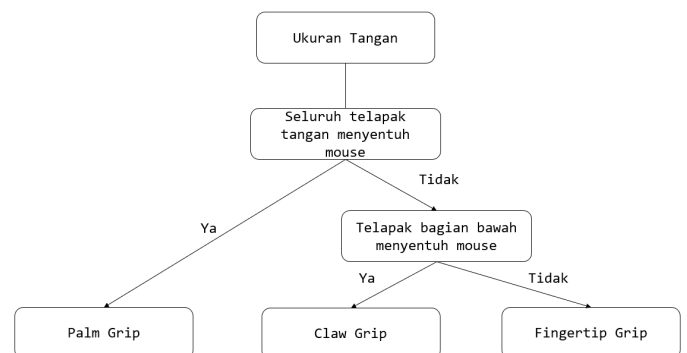 Ukuran Tangan
Seluruh telapak
tangan menyentuh
mouse
Tidak
Ya
Telapak bagian bawah
menyentuh mouse
Ya
Tidak
Palm Grip
Claw Grip
Fingertip Grip